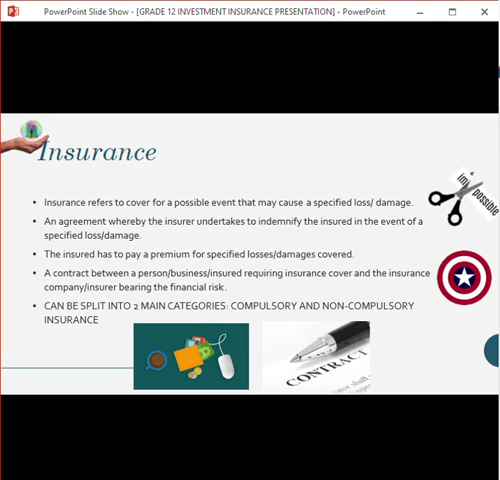 PowerPoint Slide Show - [GRADE 12 INVESTMENT INSURANCE PRESENTATION] - PowerPoint
Insurance
• Insurance refers to cover for a possible event that may cause a specified loss/ damage.
• An agreement whereby the insurer undertakes to indemnify the insured in the event of a
specified loss/damage.
• The insured has to pay a premium for specified losses/damages covered.
• A contract between a person/business/insured requiring insurance cover and the insurance
company/insurer bearing the financial risk.
• CAN BE SPLIT INTO 2 MAIN CATEGORIES: COMPULSORY AND NON-COMPULSORY
INSURANCE
im possible
CONTRACT